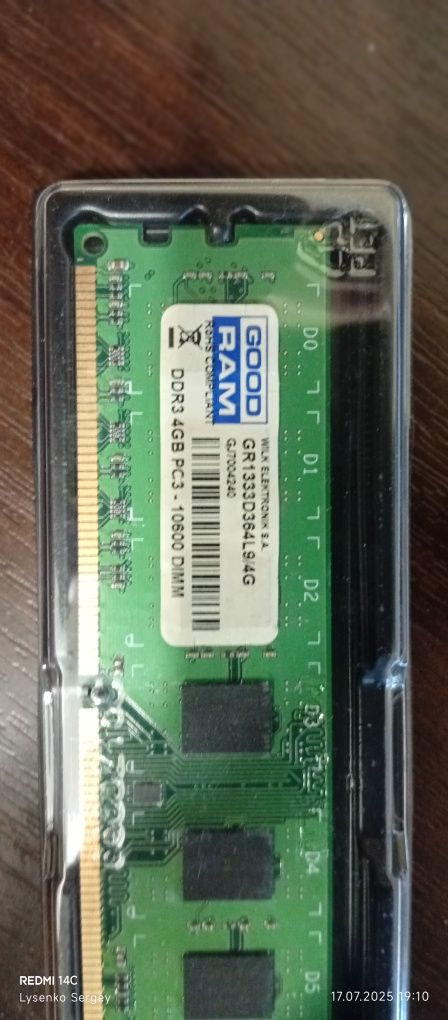 GOOD
RAM
WILK ELEKTRONIK S.A.
GR1333D364L9/4G
GJ7004240
RoHS COMPLIANT
DDR3 4GB PC3 - 10600 DIMM
D0
D1
D2
D3
D4
D5
REDMI 14C
Lysenko Sergey
17.07.2025 19:10